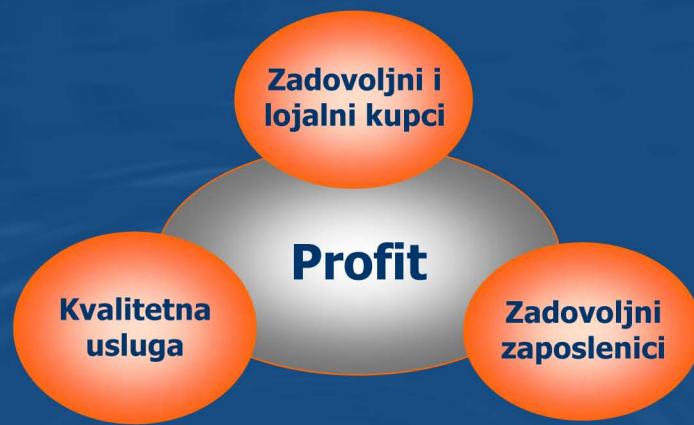 Zadovoljni i
lojalni kupci
Profit
Kvalitetna
usluga
Zadovoljni
zaposlenici